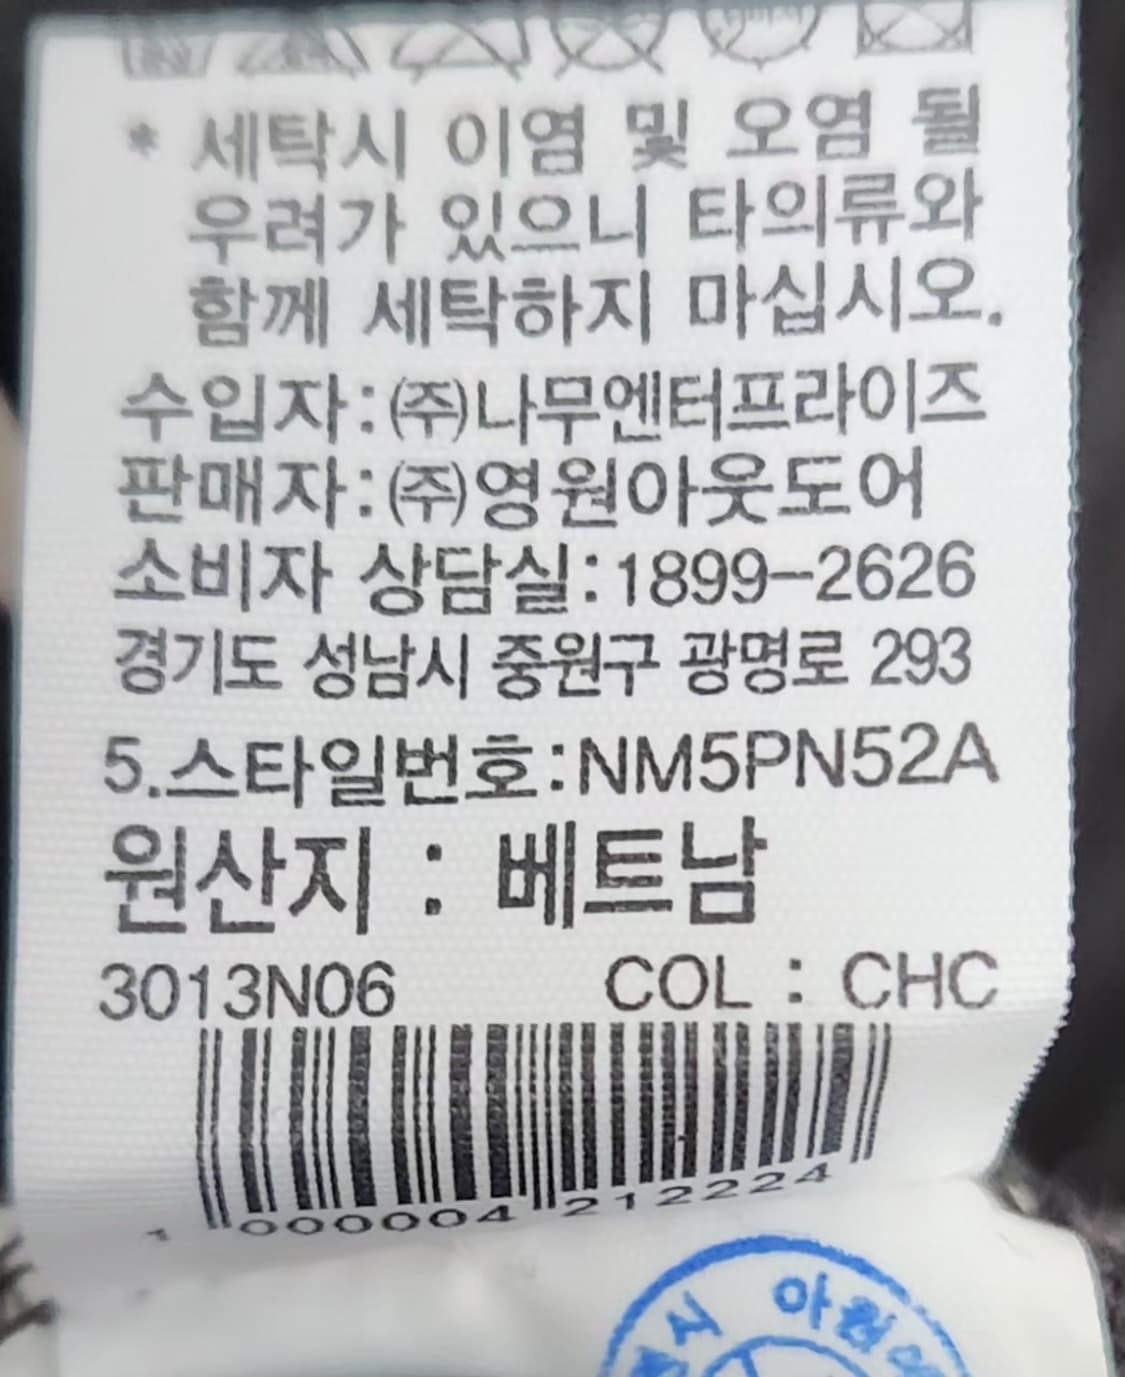 * 세탁시 이염 및 오염 될
우려가 있으니 타의류와
함께 세탁하지 마십시오.
수입자:㈜나무엔터프라이즈
판매자:㈜영원아웃도어
소비자 상담실:1899-2626
경기도 성남시 중원구 광명로 293
5.스타일번호:NM5PN52A
원산지 : 베트남
3013N06 COL : CHC
1 000004 212224